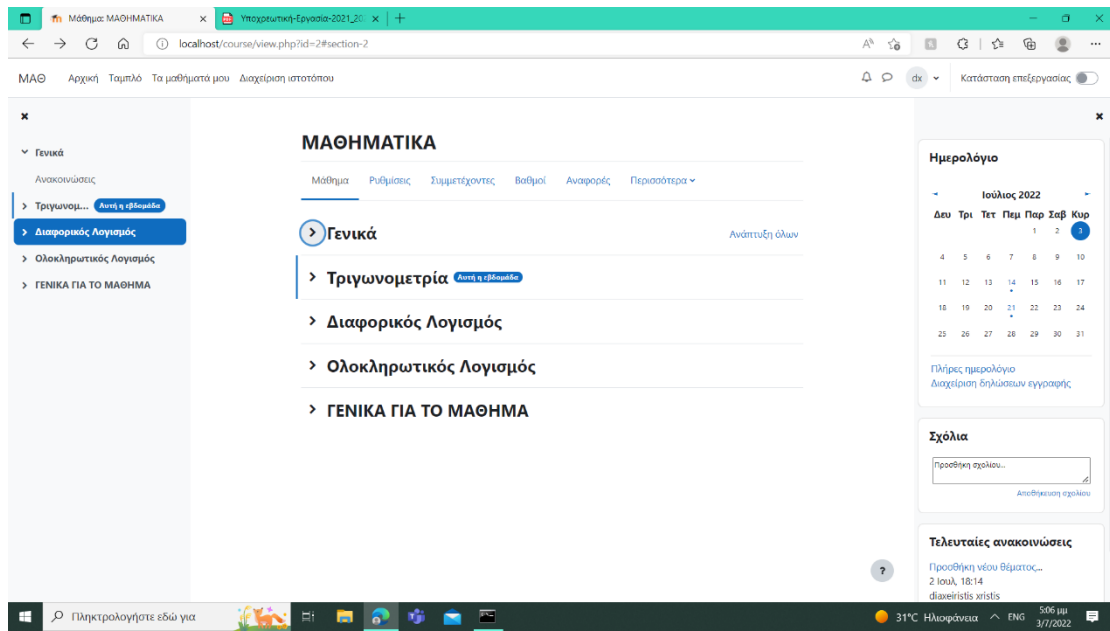 Μάθημα: ΜΑΘΗΜΑΤΙΚΑ
Υποχρεωτική-Εργασία-2021_20
localhost/course/view.php?id=2#section-2
ΜΑΘ Αρχική Ταμπλό Τα μαθήματά μου Διαχείριση ιστοτόπου dx Κατάσταση επεξεργασίας
Γενικά
Ανακοινώσεις
Τριγωνομ... Αυτή η εβδομάδα
Διαφορικός Λογισμός
Ολοκληρωτικός Λογισμός
ΓΕΝΙΚΑ ΓΙΑ ΤΟ ΜΑΘΗΜΑ
ΜΑΘΗΜΑΤΙΚΑ
Μάθημα Ρυθμίσεις Συμμετέχοντες Βαθμοί Αναφορές Περισσότερα
Γενικά Ανάπτυξη όλων
Τριγωνομετρία Αυτή η εβδομάδα
Διαφορικός Λογισμός
Ολοκληρωτικός Λογισμός
ΓΕΝΙΚΑ ΓΙΑ ΤΟ ΜΑΘΗΜΑ
Ημερολόγιο
Ιούλιος 2022
Δευ Τρι Τετ Πεμ Παρ Σαβ Κυρ
1 2 3
4 5 6 7 8 9 10
11 12 13 14 15 16 17
18 19 20 21 22 23 24
25 26 27 28 29 30 31
Πλήρες ημερολόγιο
Διαχείριση δηλώσεων εγγραφής
Σχόλια
Προσθήκη σχολίου..
Αποθήκευση σχολίου
Τελευταίες ανακοινώσεις
Προσθήκη νέου θέματος...
2 Ιουλ, 18:14
diaxeiristis xristis
?
Πληκτρολογήστε εδώ για
31°C Ηλιοφάνεια ENG 5:06 μμ
3/7/2022